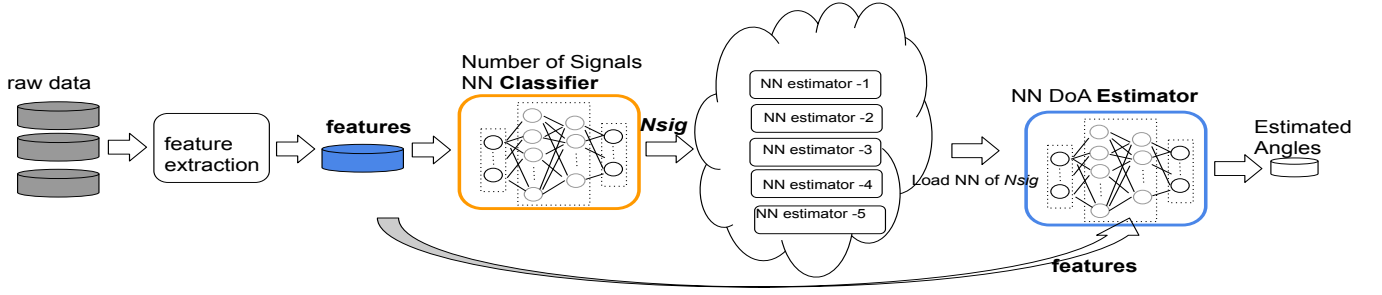 raw data
feature
extraction
features
Number of Signals
NN Classifier
Nsig
NN estimator -1
NN estimator -2
NN estimator -3
NN estimator -4
NN estimator -5
Load NN of Nsig
NN DoA Estimator
features
Estimated
Angles